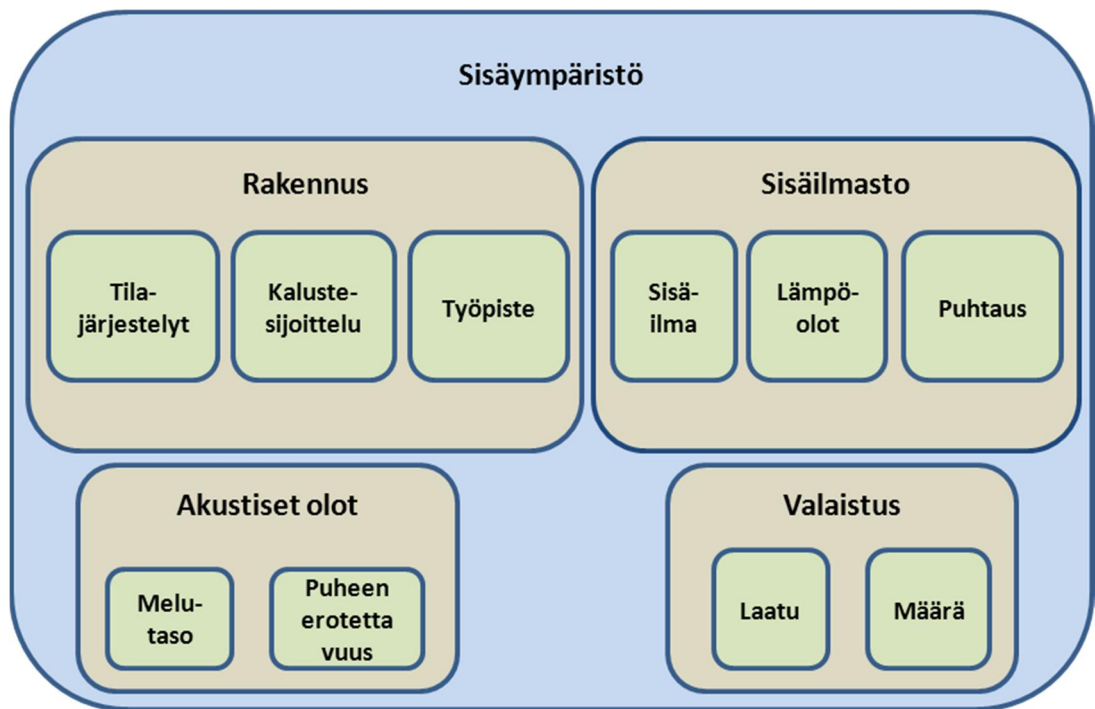 Sisäympäristö
Rakennus
Tila-
järjestelyt
Kaluste-
sijoittelu
Työpiste
Sisäilmasto
Sisä-
ilma
Lämpö-
olot
Puhtaus
Akustiset olot
Melu-
taso
Puheen
erotetta
vuus
Valaistus
Laatu
Määrä